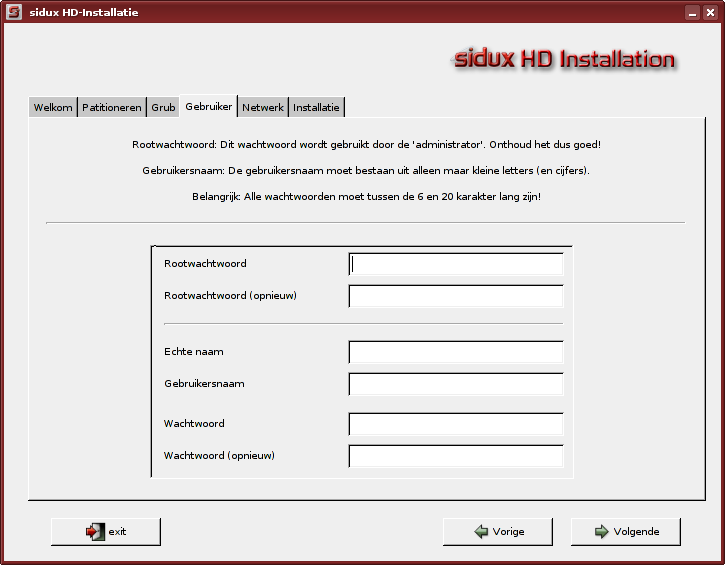 sidux HD-Installatie
sidux HD Installation
Welkom Patitioneren Grub Gebruiker Netwerk Installatie
Rootwachtwoord: Dit wachtwoord wordt gebruikt door de 'administrator'. Onthoud het dus goed!
Gebruikersnaam: De gebruikersnaam moet bestaan uit alleen maar kleine letters (en cijfers).
Belangrijk: Alle wachtwoorden moet tussen de 6 en 20 karakter lang zijn!
Rootwachtwoord
Rootwachtwoord (opnieuw)
Echte naam
Gebruikersnaam
Wachtwoord
Wachtwoord (opnieuw)
exit Vorige Volgende